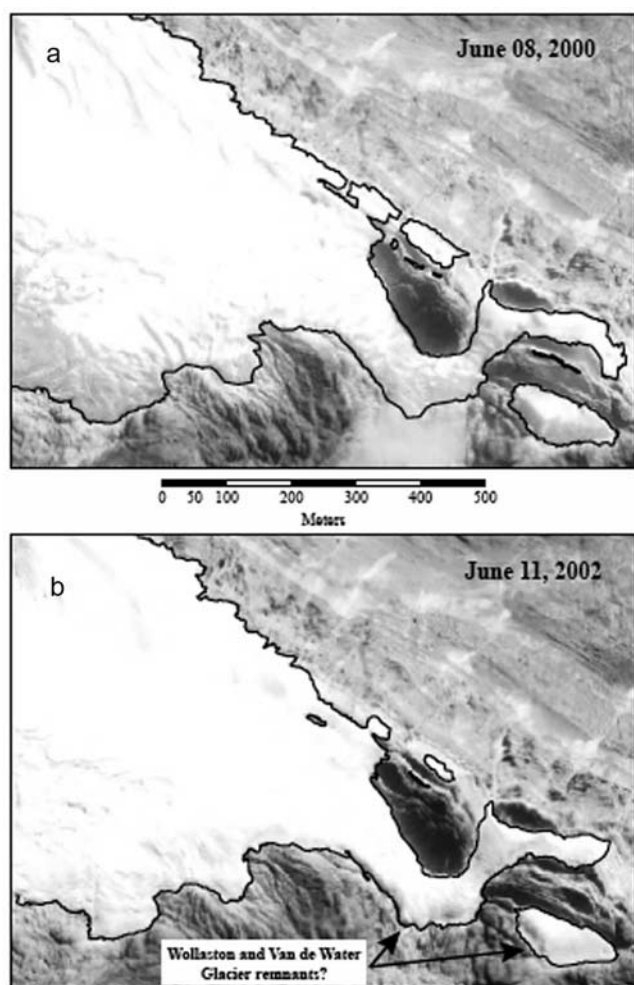 a
June 08, 2000
0 50 100 200 300 400 500
Meters
b
June 11, 2002
Wollaston and Van de Water
Glacier remnants?